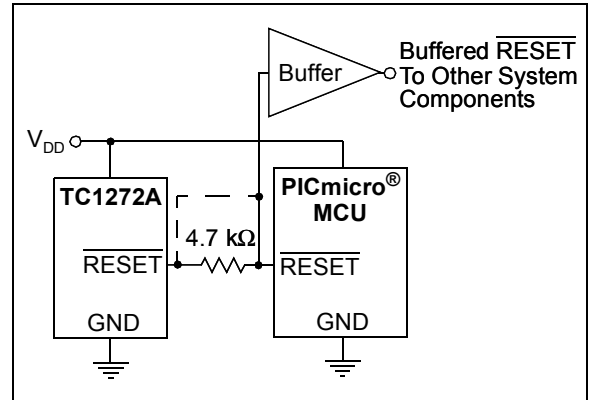 Buffer
Buffered RESET
To Other System
Components
VDD
TC1272A
PICmicro®
MCU
4.7 kΩ
RESET
RESET
GND
GND